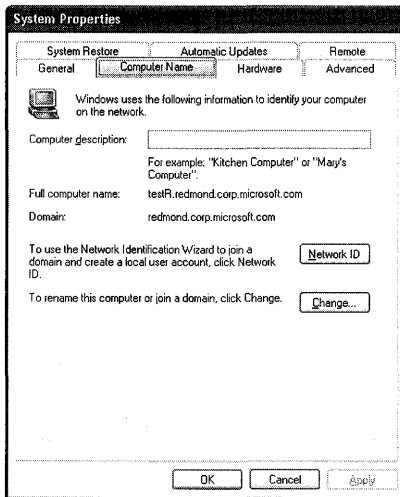 System Properties
System Restore Automatic Updates Remote
General Computer Name Hardware Advanced
Windows uses the following information to identify your computer
on the network.
Computer description:
For example: "Kitchen Computer" or "Mary's
Computer".
Full computer name: testR.redmond.corp.microsoft.com
Domain: redmond.corp.microsoft.com
To use the Network Identification Wizard to join a
domain and create a local user account, click Network
ID.
Network ID
To rename this computer or join a domain, click Change.
Change...
OK Cancel Apply